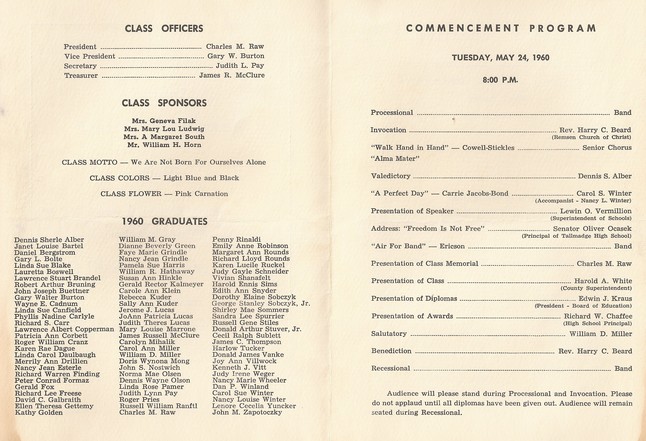 CLASS OFFICERS
President Charles M. Raw
Vice President Gary W. Burton
Secretary Judith L. Pay
Treasurer James R. McClure
CLASS SPONSORS
Mrs. Geneva Filak
Mrs. Mary Lou Ludwig
Mrs. A Margaret South
Mr. William H. Horn
CLASS MOTTO — We Are Not Born For Ourselves Alone
CLASS COLORS — Light Blue and Black
CLASS FLOWER — Pink Carnation
1960 GRADUATES
Dennis Sherle Alber
Janet Louise Bartel
Daniel Bergstrom
Gary L. Boltz
Linda Sue Blake
Lauretta Boswell
Lawrence Stuart Brandel
Robert Arthur Bruning
John Joseph Buettner
Gary Walter Burton
Wayne E. Cadnum
Linda Sue Canfield
Phyllis Nadine Carlyle
Richard S. Carr
Lawrence Albert Copperman
Patricia Ann Corbett
Roger William Cranz
Karen Rae Dague
Linda Carol Daulbaugh
Merrily Ann Drillien
Nancy Jean Esterle
Richard Warren Finding
Peter Conrad Formaz
Gerald Fox
Richard Lee Freese
David C. Galbraith
Ellen Theresa Gettemy
Kathy Golden
William M. Gray
Dianne Beverly Green
Faye Marie Grindle
Nancy Jean Grindle
Pamela Sue Harris
William R. Hathaway
Susan Ann Hinkle
Gerald Hector Kalmeyer
Carole Ann Klein
Rebecca Kuder
Sally Ann Kuder
Jerome J. Lucas
JoAnn Patricia Lucas
Judith Theres Lucas
Mary Louise Marrone
James Russell McClure
Carolyn Mihalik
Carol Ann Miller
William D. Miller
Doris Wynona Mong
John S. Nostwich
Norma Mae Olsen
Dennis Wayne Olson
Linda Rose Pamer
Judith Lynn Pay
Roger Pries
Russell William Ranftl
Charles M. Raw
Penny Rinaldi
Emily Anne Robinson
Margaret Ann Rounds
Richard Lloyd Rounds
Karen Lucile Ruckel
Judy Gayle Schneider
Vivian Shanafelt
Harold Ennis Sims
Edith Ann Snyder
Dorothy Elaine Sobczyk
George Stanley Sobczyk, Jr.
Shirley Mae Sommers
Sandra Lee Spurrier
Russell Gene Stiles
Donald Arthur Stuver, Jr.
Cecil Ralph Sublett
James C. Thompson
Harlow Tucker
Donald James Vanke
Joy Ann Villwock
Kenneth J. Vitt
Judy Irene Weger
Nancy Marie Wheeler
Dan P. Winland
Carol Sue Winter
Nancy Louise Winter
Lenore Cecelia Yuncker
John M. Zapotoczky
COMMENCEMENT PROGRAM
TUESDAY, MAY 24, 1960
8:00 P.M.
Processional Band
Invocation Rev. Harry C. Beard
(Remsen Church of Christ)
"Walk Hand in Hand" — Cowell-Stickles Senior Chorus
"Alma Mater"
Valedictory Dennis S. Alber
"A Perfect Day" — Carrie Jacobs-Bond Carol S. Winter
(Accompanist - Nancy L. Winter)
Presentation of Speaker Lewin O. Vermillion
(Superintendent of Schools)
Address: "Freedom Is Not Free" Senator Oliver Ocasek
(Principal of Tallmadge High School)
"Air For Band" — Ericson Band
Presentation of Class Memorial Charles M. Raw
Presentation of Class Harold A. White
(County Superintendent)
Presentation of Diplomas Edwin J. Kraus
(President - Board of Education)
Presentation of Awards Richard W. Chaffee
(High School Principal)
Salutatory William D. Miller
Benediction Rev. Harry C. Beard
Recessional Band
Audience will please stand during Processional and Invocation. Please
do not applaud until all diplomas have been given out. Audience will remain
seated during Recessional.